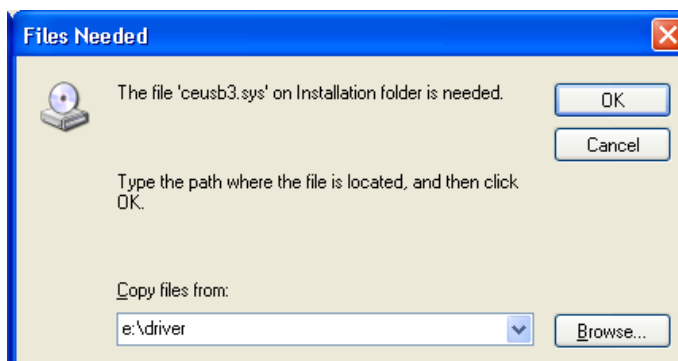 Files Needed
The file 'ceusb3.sys' on Installation folder is needed.
OK
Cancel
Type the path where the file is located, and then click
OK.
Copy files from:
e:\driver
Browse...